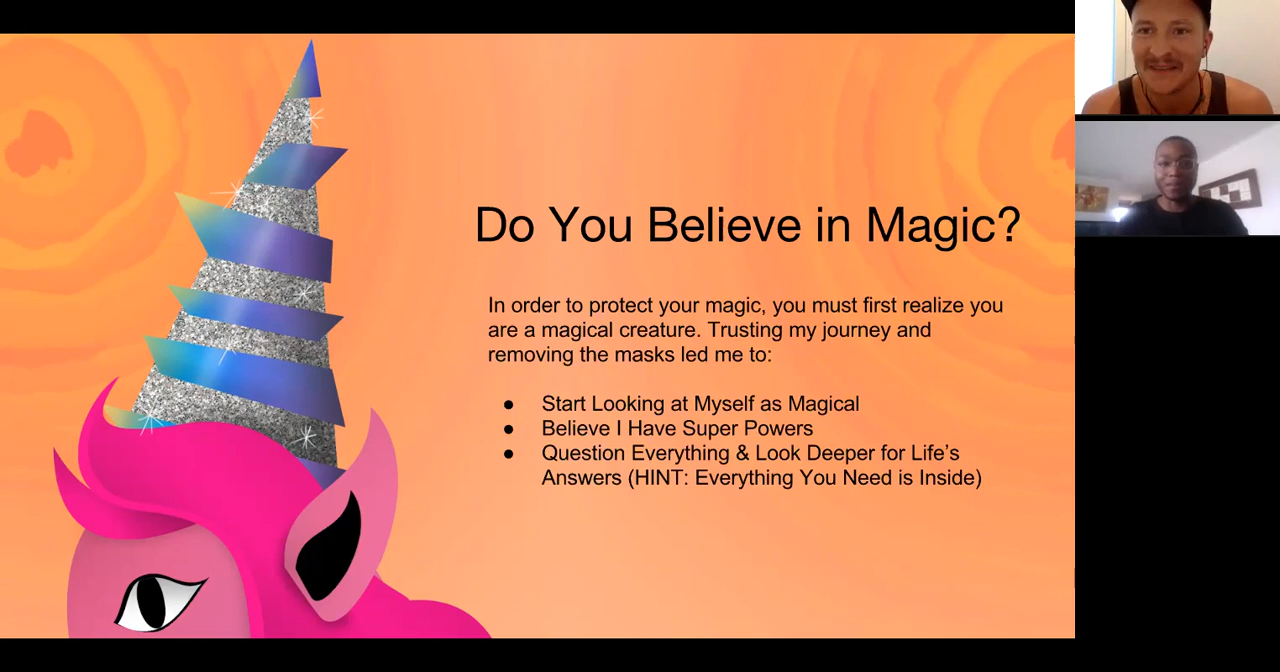 Do You Believe in Magic?
In order to protect your magic, you must first realize you
are a magical creature. Trusting my journey and
removing the masks led me to:
● Start Looking at Myself as Magical
● Believe I Have Super Powers
● Question Everything & Look Deeper for Life’s
Answers (HINT: Everything You Need is Inside)